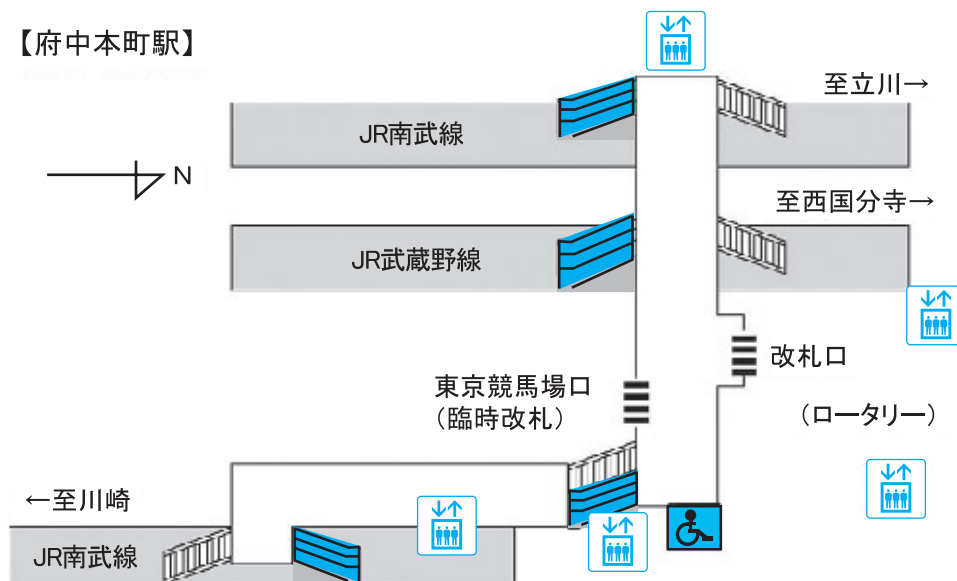 【府中本町駅】
至立川→
JR南武線
N
至西国分寺→
JR武蔵野線
改札口
東京競馬場口
（臨時改札）
（ロータリー）
←至川崎
JR南武線